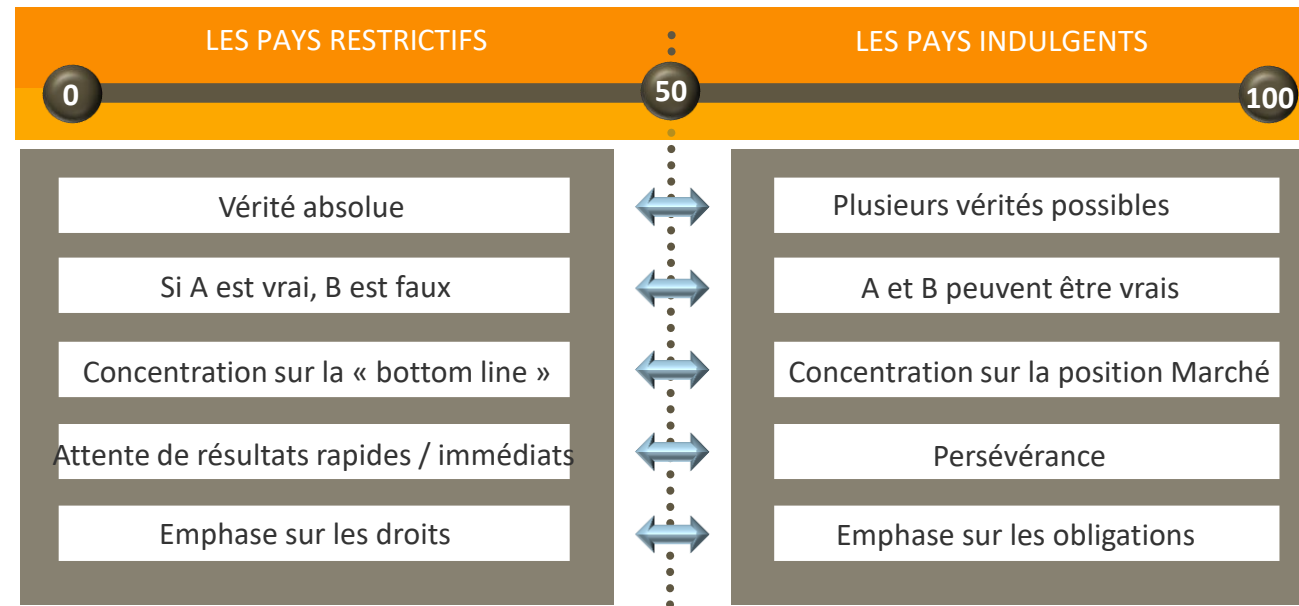 LES PAYS RESTRICTIFS
LES PAYS INDULGENTS
0
50
100
Vérité absolue
Plusieurs vérités possibles
Si A est vrai, B est faux
A et B peuvent être vrais
Concentration sur la « bottom line »
Concentration sur la position Marché
Attente de résultats rapides / immédiats
Persévérance
Emphase sur les droits
Emphase sur les obligations